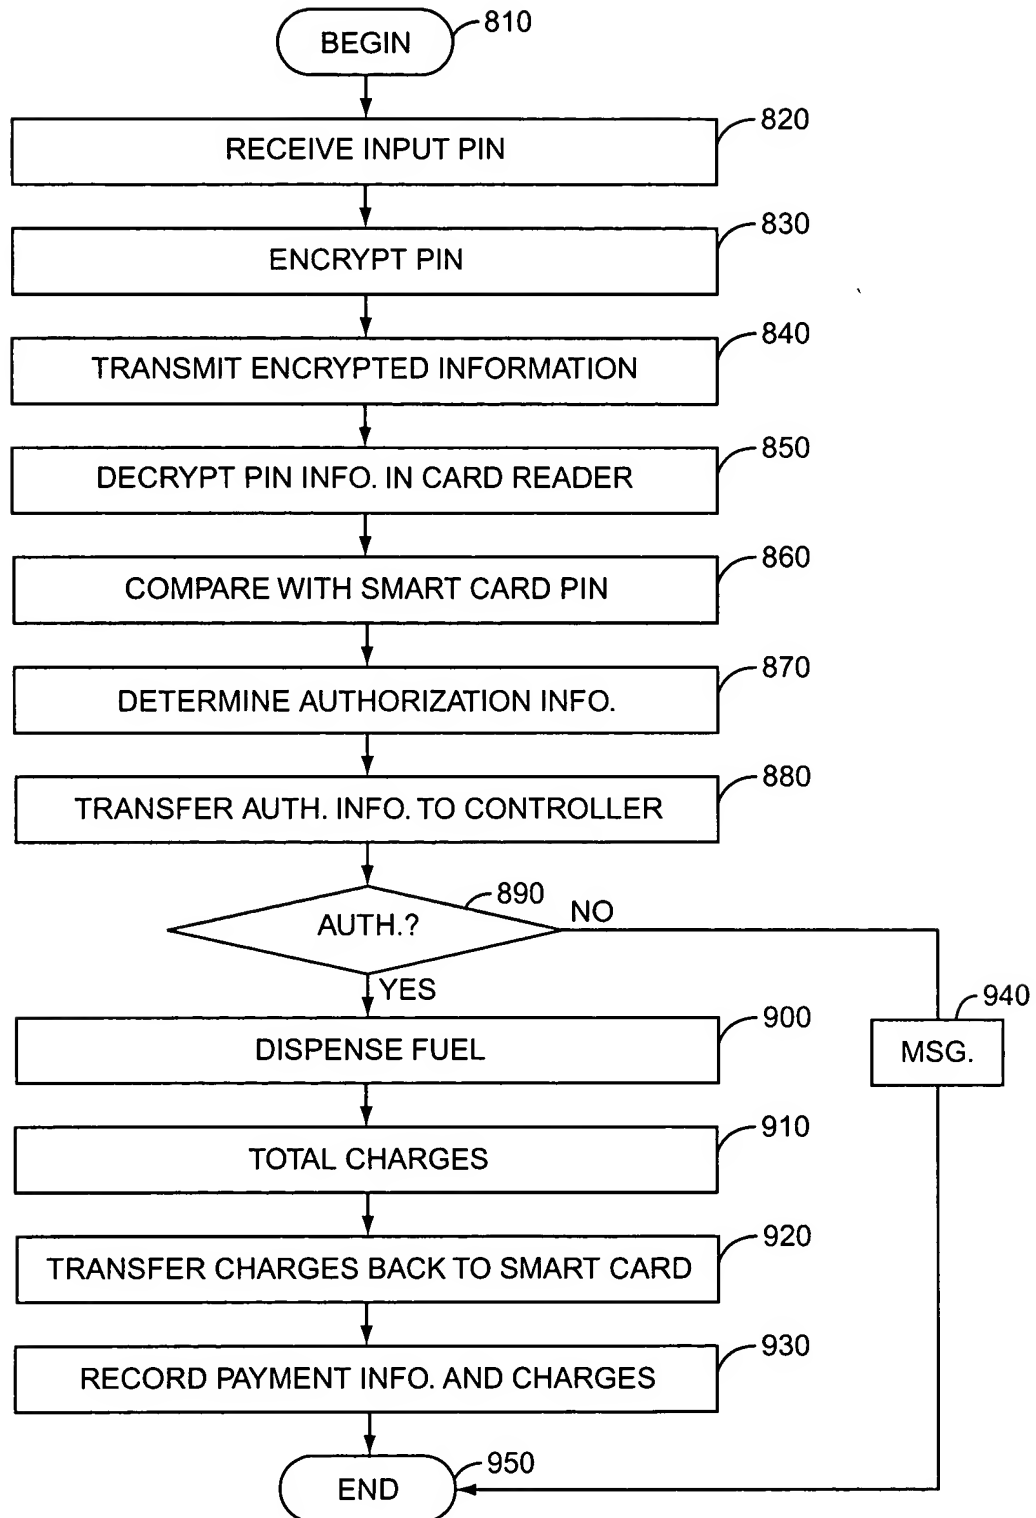 BEGIN
810
820
RECEIVE INPUT PIN
830
ENCRYPT PIN
840
TRANSMIT ENCRYPTED INFORMATION
850
DECRYPT PIN INFO. IN CARD READER
860
COMPARE WITH SMART CARD PIN
870
DETERMINE AUTHORIZATION INFO.
880
TRANSFER AUTH. INFO. TO CONTROLLER
890
AUTH.?
NO
YES
940
MSG.
900
DISPENSE FUEL
910
TOTAL CHARGES
920
TRANSFER CHARGES BACK TO SMART CARD
930
RECORD PAYMENT INFO. AND CHARGES
950
END